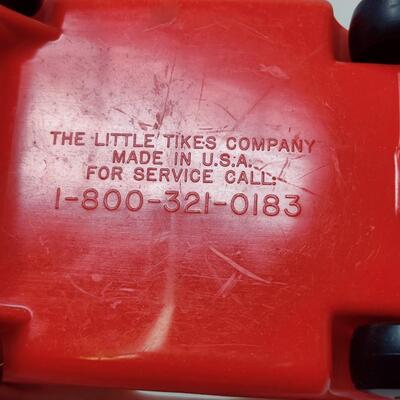 THE LITTLE TIKES COMPANY
MADE IN U.S.A.
FOR SERVICE CALL:
1-800-321-0183